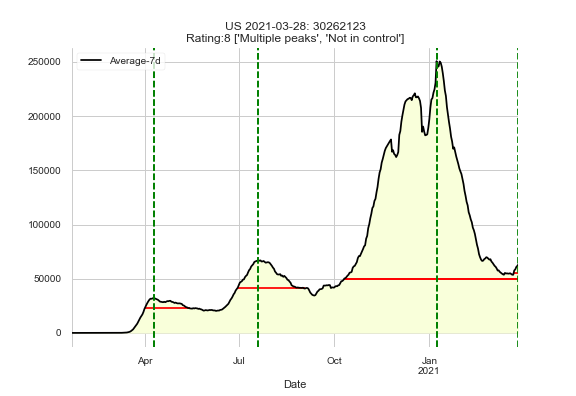 US 2021-03-28: 30262123
Rating:8 ['Multiple peaks', 'Not in control']
Average-7d
250000
200000
150000
100000
50000
0
Apr Jul Oct Jan
2021
Date